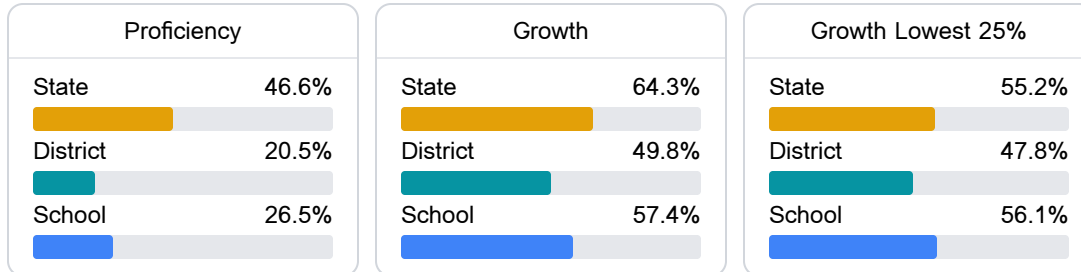 Proficiency
State 46.6%
District 20.5%
School 26.5%
Growth
State 64.3%
District 49.8%
School 57.4%
Growth Lowest 25%
State 55.2%
District 47.8%
School 56.1%